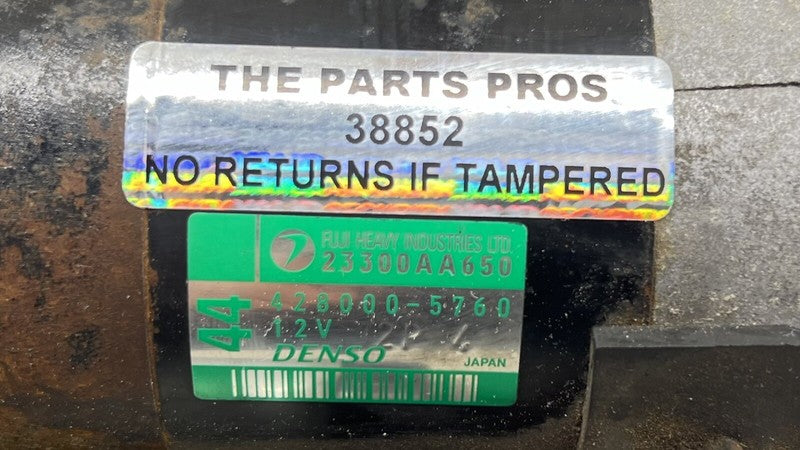 THE PARTS PROS
38852
NO RETURNS IF TAMPERED
FUJI HEAVY INDUSTRIES LTD.
23300AA650
44
428000-5760
12V
DENSO
JAPAN